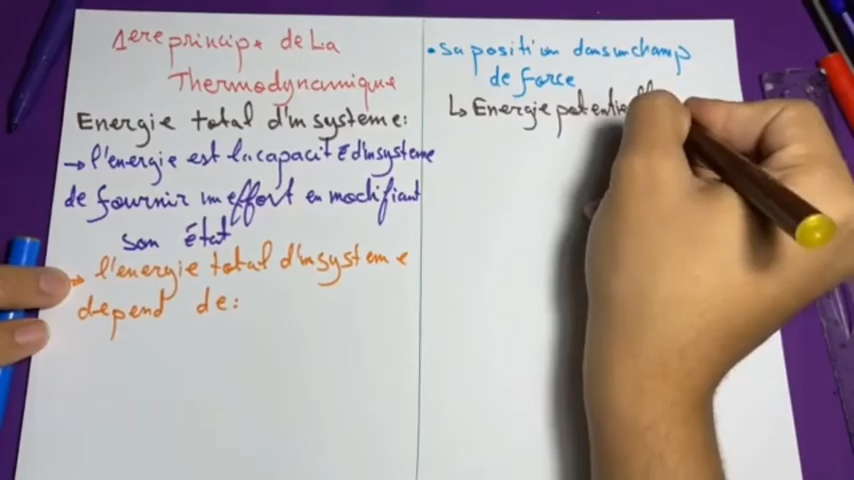 1ere principe de La
Thermodynamique
Energie total d'un systeme:
→ l'energie est la capacité d'un systeme
de fournir un effort en modifiant
son état
→ l'energie total d'un systeme
depend de:
• sa position dans un champ
de force
↳ Energie potentiell